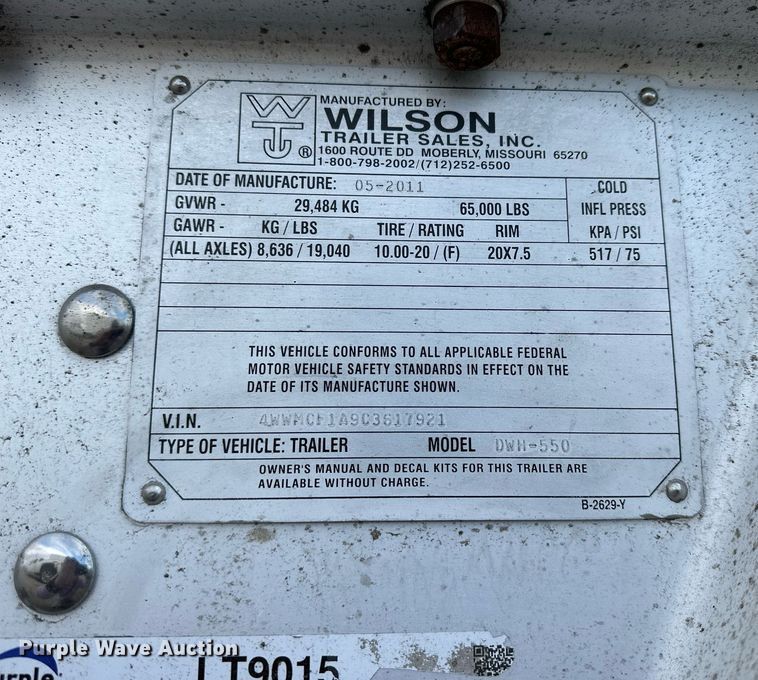 WTU ®
MANUFACTURED BY:
WILSON
TRAILER SALES, INC.
1600 ROUTE DD MOBERLY, MISSOURI 65270
1-800-798-2002/(712)252-6500
DATE OF MANUFACTURE: 05-2011 COLD
GVWR - 29,484 KG 65,000 LBS INFL PRESS
GAWR - KG / LBS TIRE / RATING RIM KPA / PSI
(ALL AXLES) 8,636 / 19,040 10.00-20 / (F) 20X7.5 517 / 75
THIS VEHICLE CONFORMS TO ALL APPLICABLE FEDERAL
MOTOR VEHICLE SAFETY STANDARDS IN EFFECT ON THE
DATE OF ITS MANUFACTURE SHOWN.
V.I.N.
TYPE OF VEHICLE: TRAILER MODEL DWH-550
OWNER'S MANUAL AND DECAL KITS FOR THIS TRAILER ARE
AVAILABLE WITHOUT CHARGE.
B-2629-Y
Purple Wave Auction
LT9015